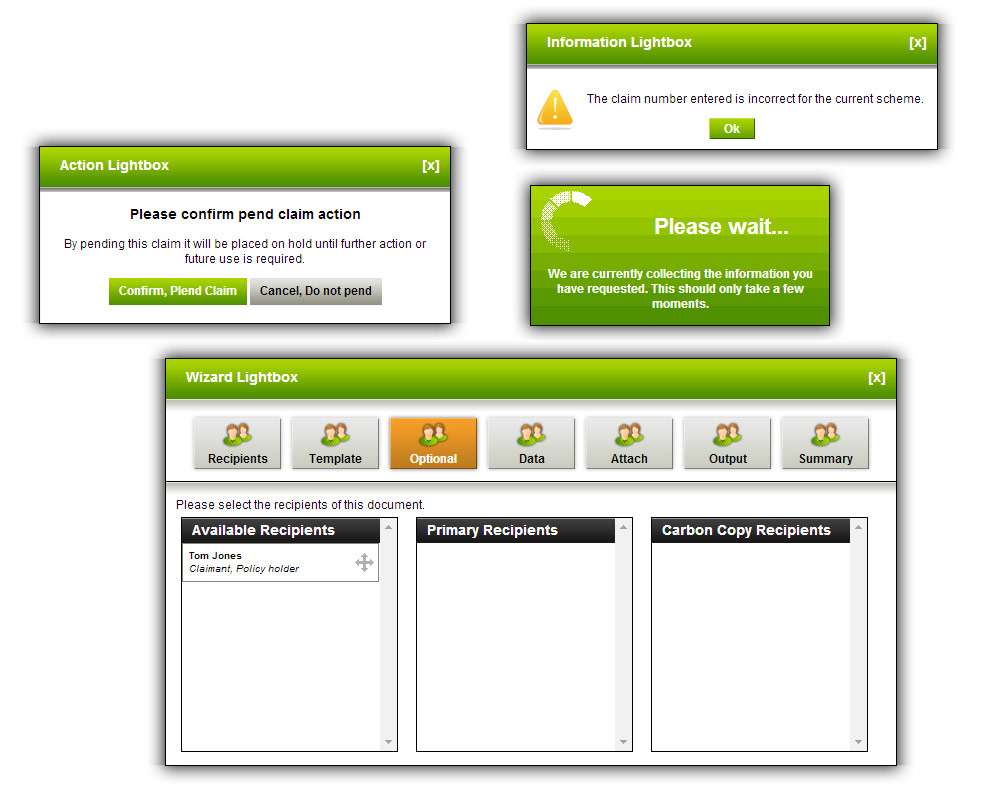 Information Lightbox [x]
The claim number entered is incorrect for the current scheme.
Ok
Action Lightbox [x]
Please confirm pend claim action
By pending this claim it will be placed on hold until further action or
future use is required.
Confirm, Plend Claim Cancel, Do not pend
Please wait...
We are currently collecting the information you
have requested. This should only take a few
moments.
Wizard Lightbox [x]
Recipients Template Optional Data Attach Output Summary
Please select the recipients of this document.
Available Recipients Primary Recipients Carbon Copy Recipients
Tom Jones
Claimant, Policy holder